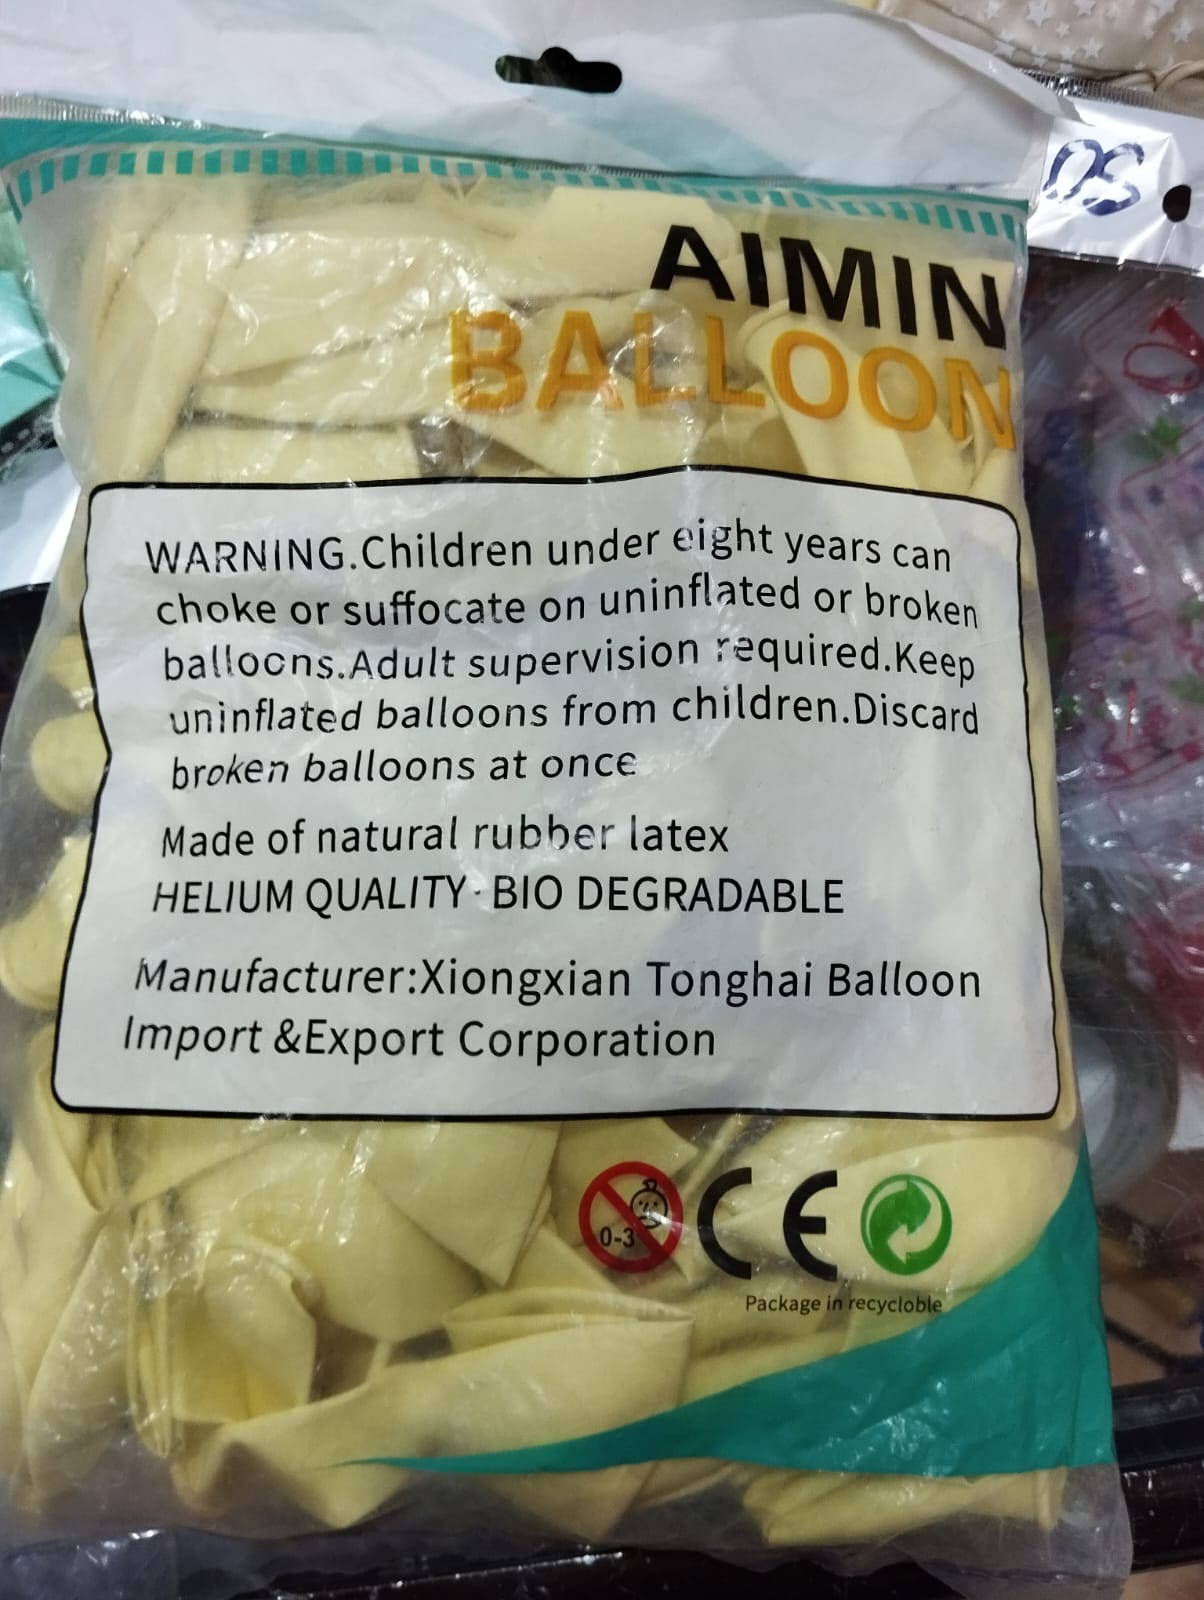 AIMIN
BALLOON
WARNING.Children under eight years can
choke or suffocate on uninflated or broken
balloons.Adult supervision required.Keep
uninflated balloons from children.Discard
broken balloons at once
Made of natural rubber latex
HELIUM QUALITY·BIO DEGRADABLE
Manufacturer:Xiongxian Tonghai Balloon
Import &Export Corporation
0-3
CE
Package in recycloble